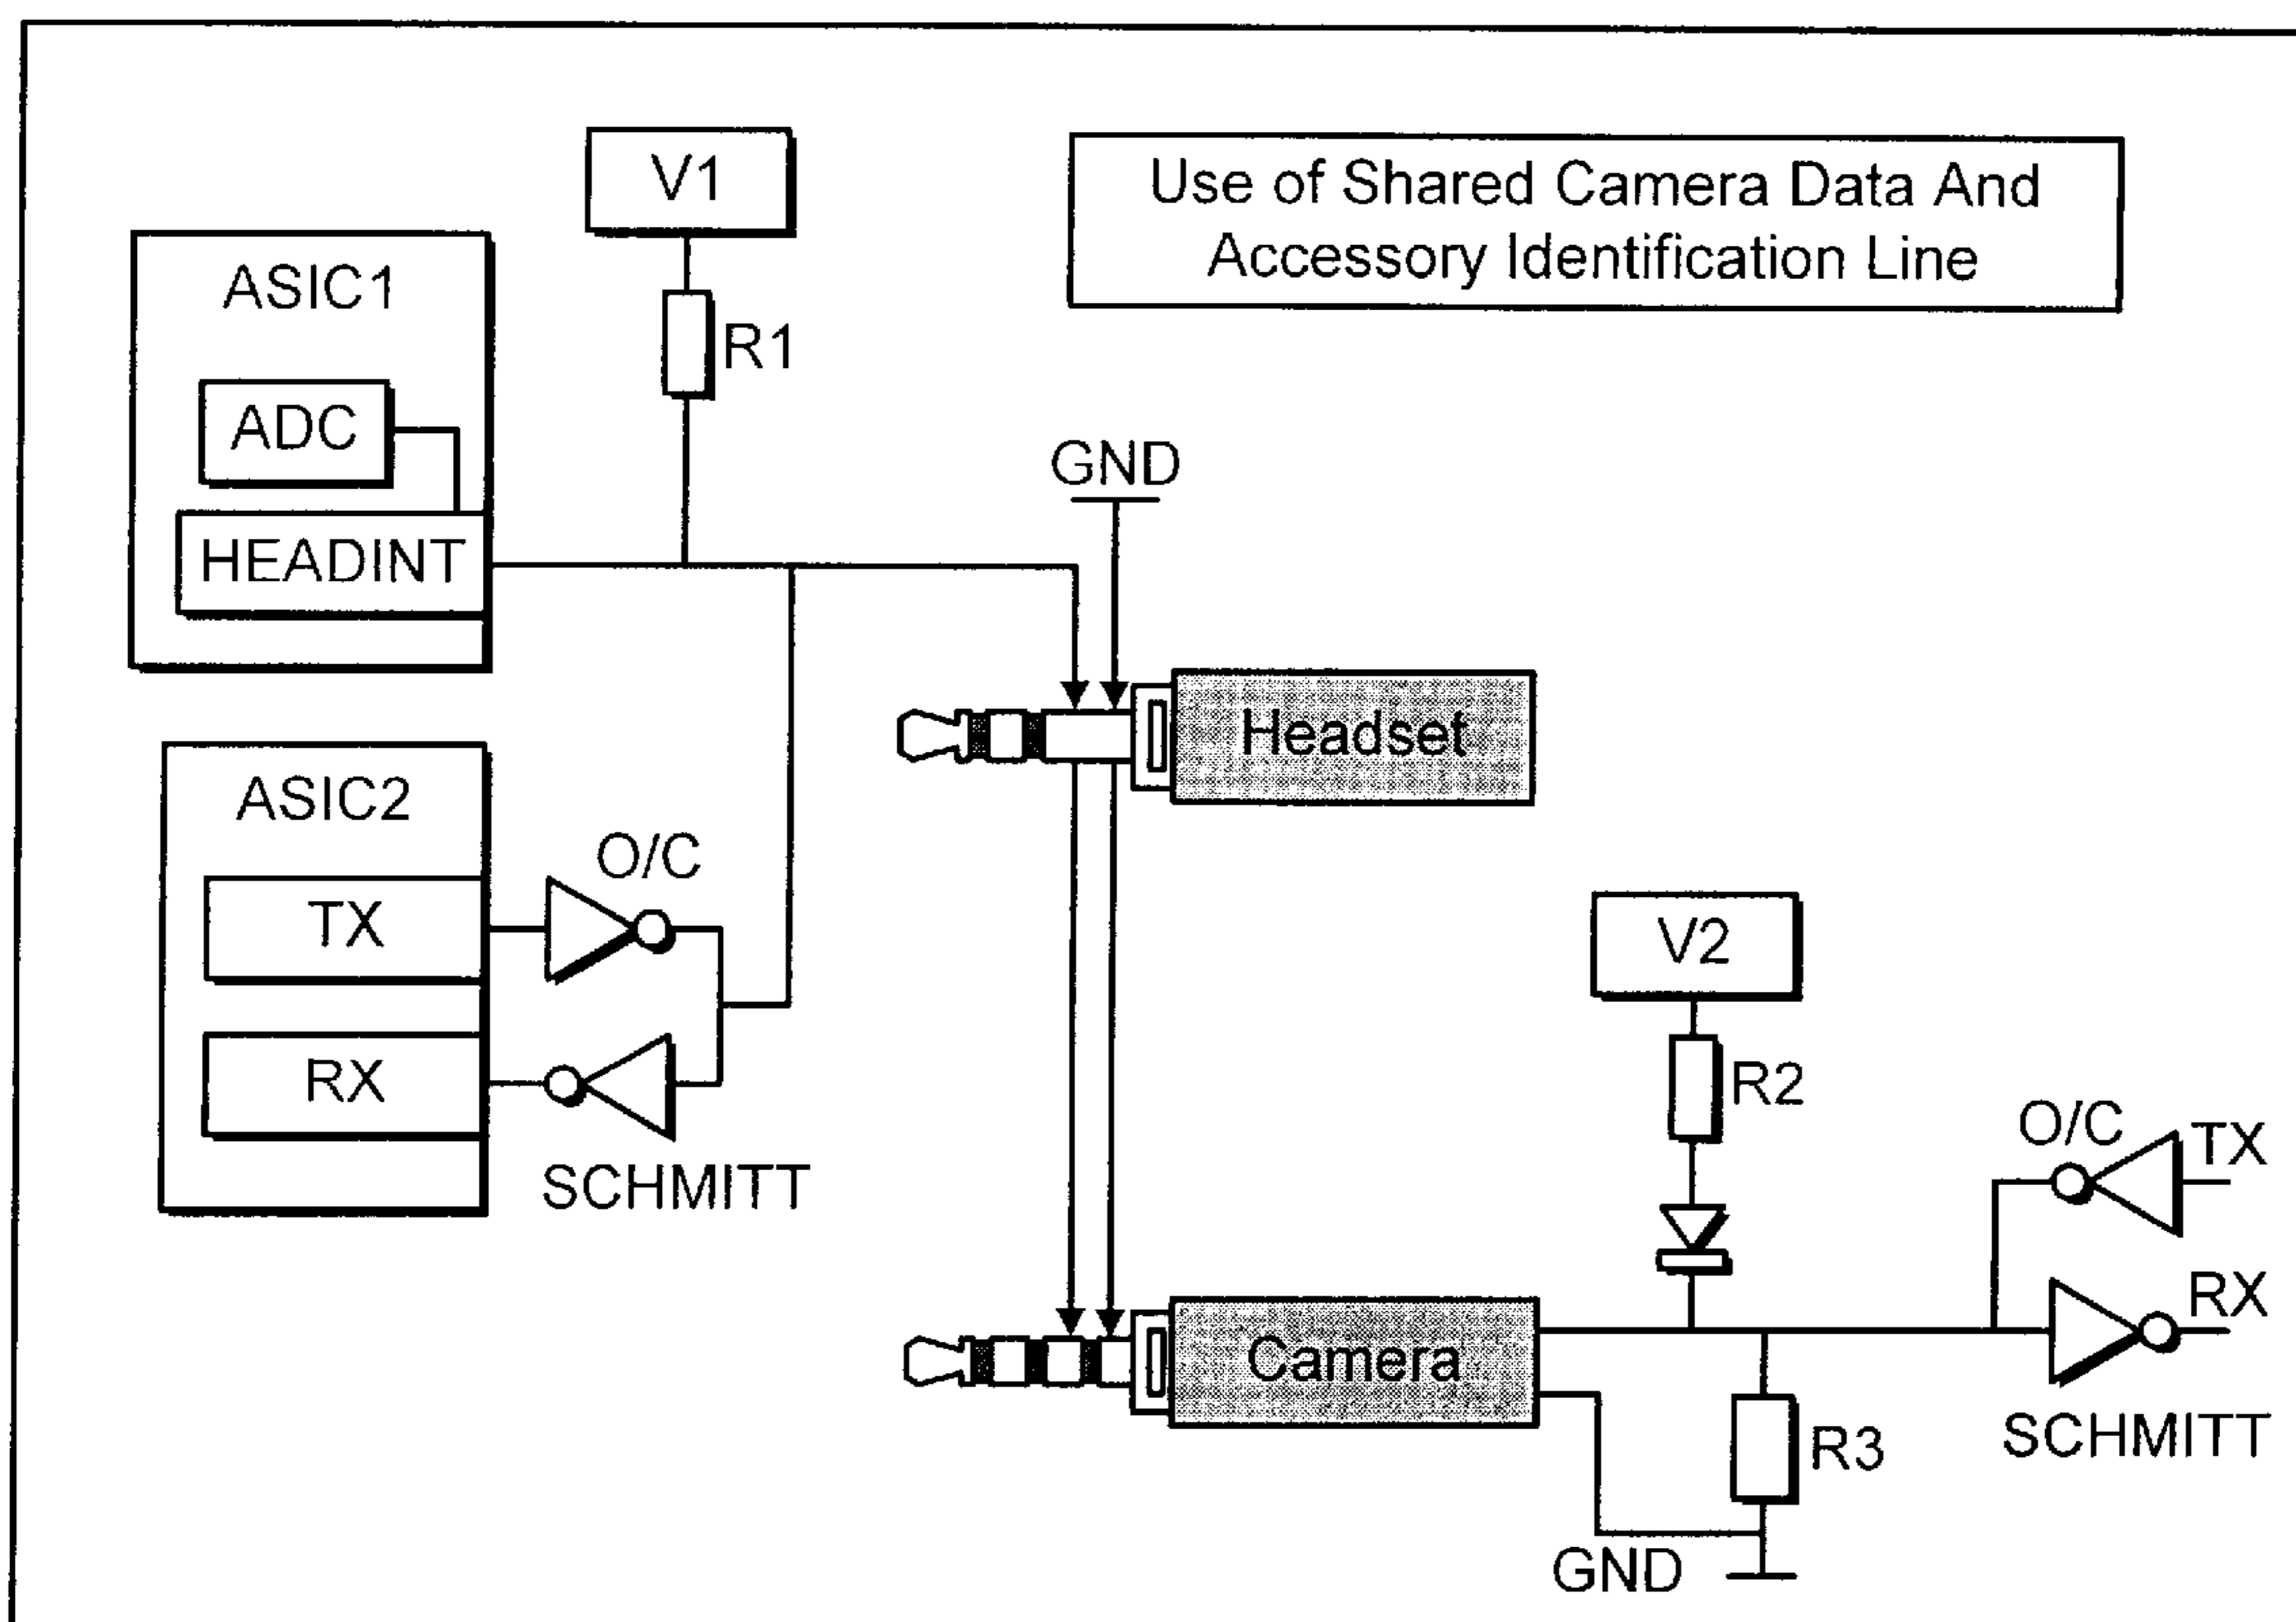 V1
Use of Shared Camera Data And
Accessory Identification Line
ASIC1
R1
ADC
GND
HEADINT
Headset
ASIC2
O/C
TX
V2
RX
R2
O/C
TX
SCHMITT
RX
Camera
R3
SCHMITT
GND